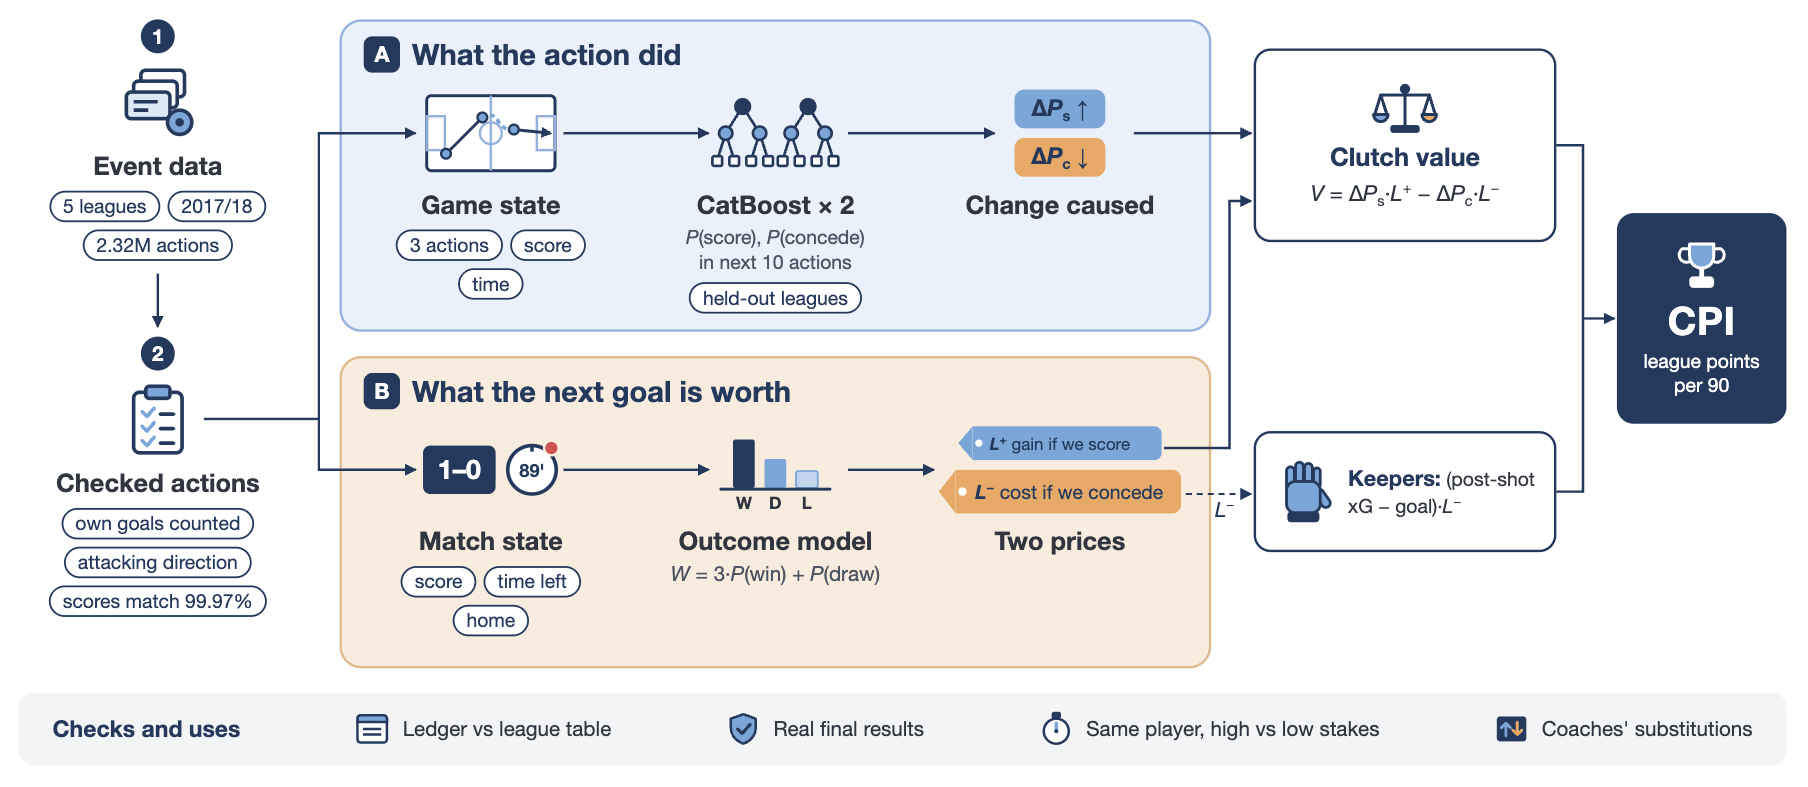 1
Event data
5 leagues
2017/18
2.32M actions
2
Checked actions
own goals counted
attacking direction
scores match 99.97%
A What the action did
Game state
3 actions
score
time
CatBoost × 2
P(score), P(concede)
in next 10 actions
held-out leagues
ΔPs ↑
ΔPc ↓
Change caused
B What the next goal is worth
1–0
89'
Match state
score
time left
home
W D L
Outcome model
W = 3·P(win) + P(draw)
L⁺ gain if we score
L⁻ cost if we concede
Two prices
L⁻
Clutch value
V = ΔPs·L⁺ − ΔPc·L⁻
Keepers: (post-shot
xG − goal)·L⁻
CPI
league points
per 90
Checks and uses
Ledger vs league table
Real final results
Same player, high vs low stakes
Coaches' substitutions